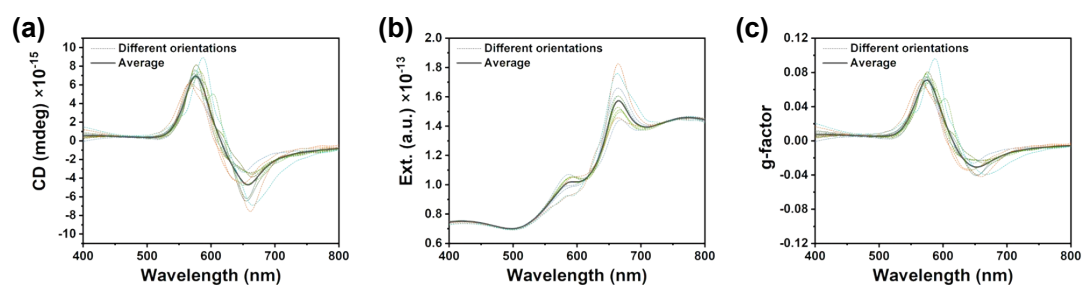 (a)
CD (mdeg) ×10-15
10
8
6
4
2
0
-2
-4
-6
-8
-10
Different orientations
Average
400 500 600 700 800
Wavelength (nm)
(b)
Ext. (a.u.) ×10-13
2.0
1.8
1.6
1.4
1.2
1.0
0.8
0.6
Different orientations
Average
400 500 600 700 800
Wavelength (nm)
(c)
g-factor
0.12
0.08
0.04
0.00
-0.04
-0.08
-0.12
Different orientations
Average
400 500 600 700 800
Wavelength (nm)